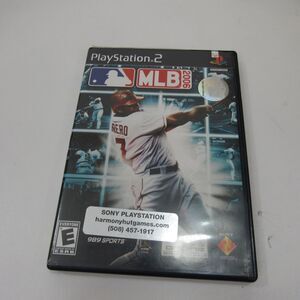 PlayStation 2
MLB 2006
RERO
7
SONY PLAYSTATION
harmonyhutgames.com
(508) 457-1917
EVERYONE
E
989 SPORTS